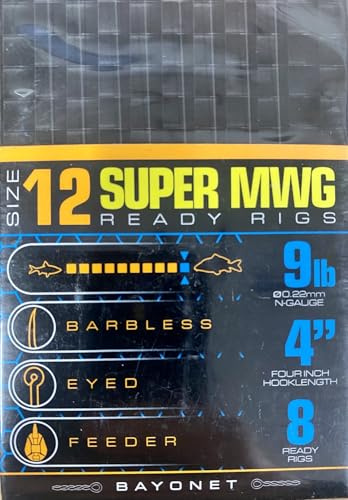 SIZE 12 SUPER MWG
READY RIGS
9lb
Ø0.22mm
N-GAUGE
BARBLESS
4”
FOUR INCH
HOOKLENGTH
EYED
8
READY
RIGS
FEEDER
BAYONET